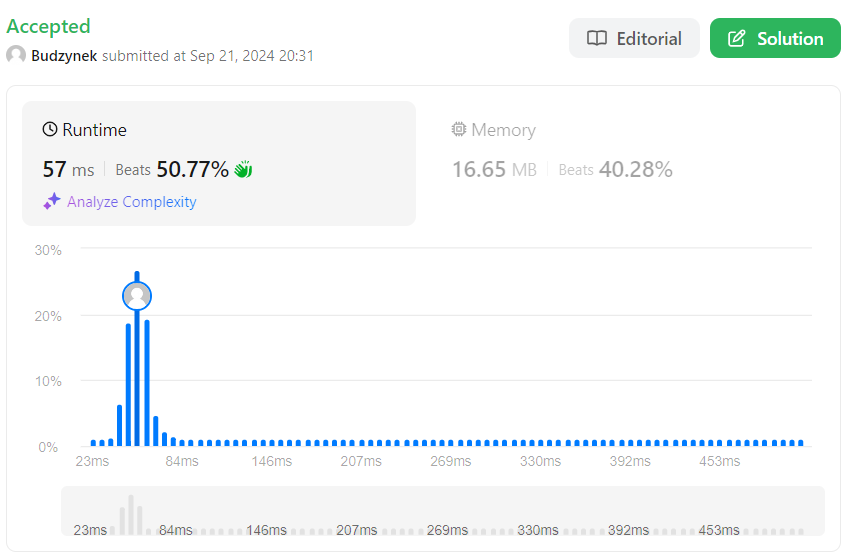 Accepted
Budzynek submitted at Sep 21, 2024 20:31
Editorial
Solution
Runtime
57 ms Beats 50.77%
Analyze Complexity
Memory
16.65 MB Beats 40.28%
30%
20%
10%
0%
23ms 84ms 146ms 207ms 269ms 330ms 392ms 453ms
23ms 84ms 146ms 207ms 269ms 330ms 392ms 453ms